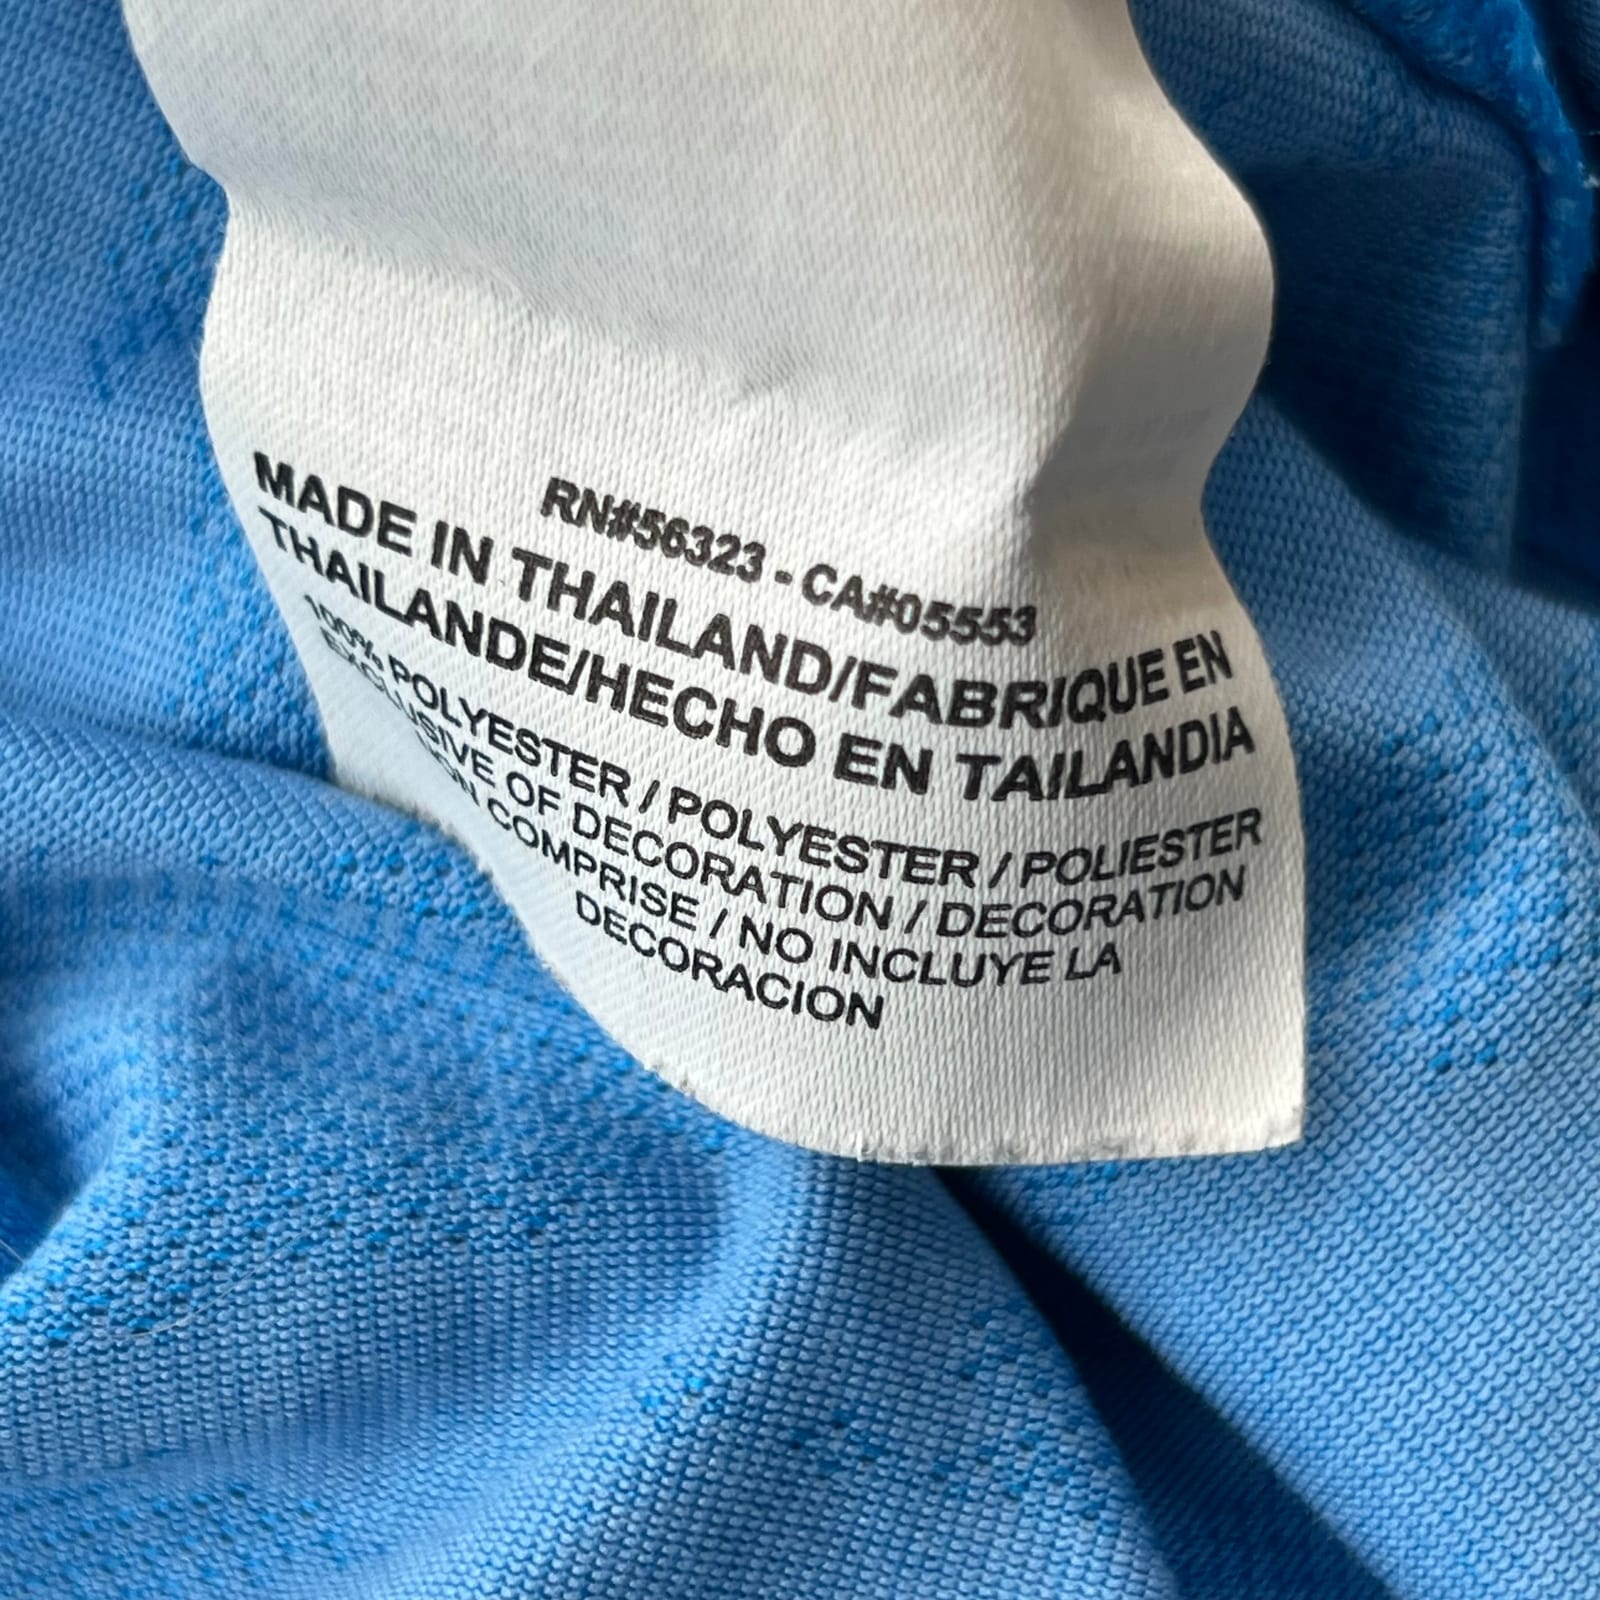 RN#56323 - CA#05553
MADE IN THAILAND/FABRIQUE EN
THAILANDE/HECHO EN TAILANDIA
100% POLYESTER / POLYESTER / POLIESTER
EXCLUSIVE OF DECORATION / DECORATION
NON COMPRISE / NO INCLUYE LA
DECORACION